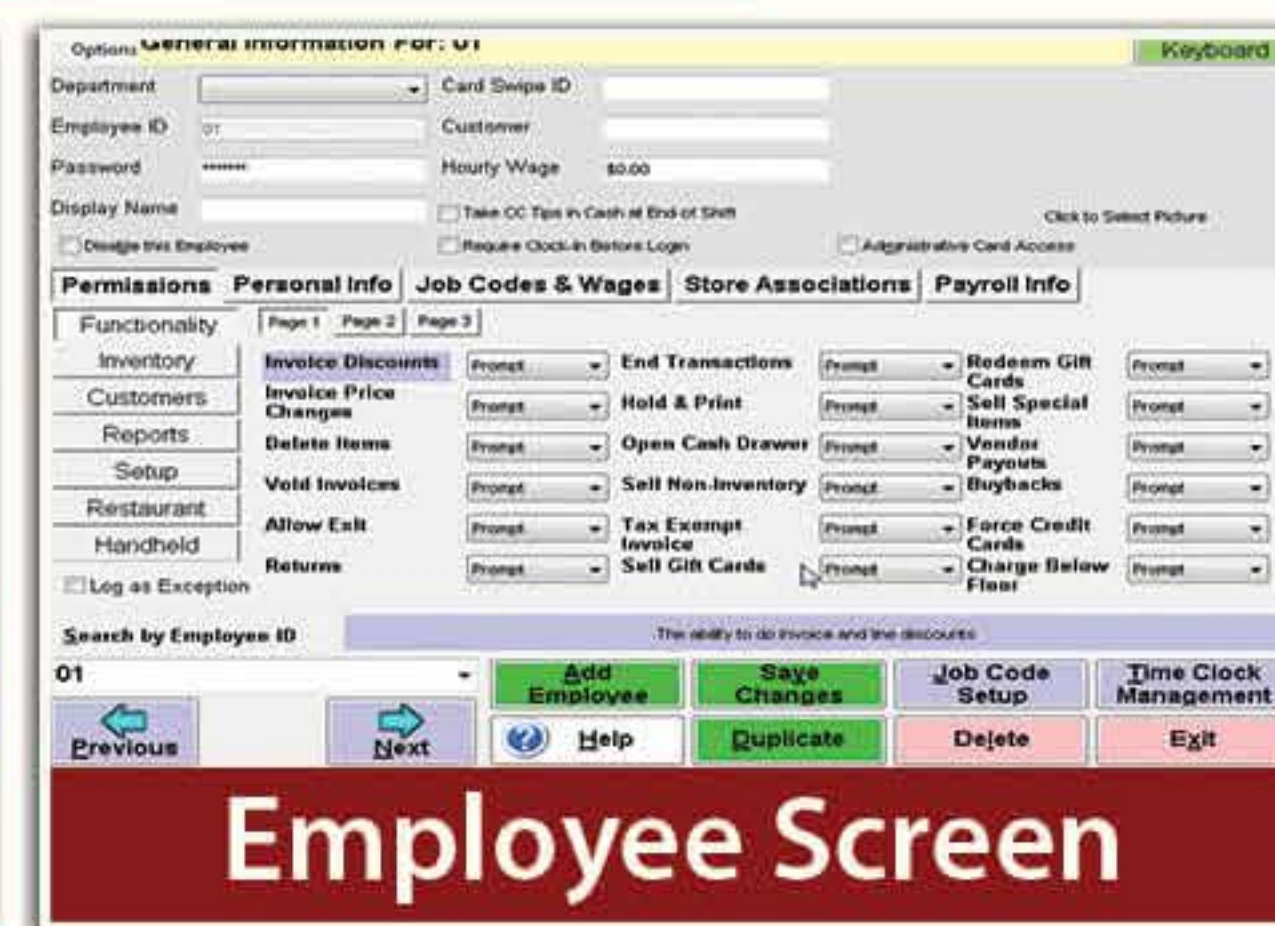 Options General Information For: 01 Keyboard
Department Card Swipe ID
Employee ID 01 Customer
Password ******* Hourly Wage $0.00
Display Name Take CC Tips in Cash at End of Shift Click to Select Picture
Disable this Employee Require Clock-In Before Login Administrative Card Access
Permissions Personal Info Job Codes & Wages Store Associations Payroll Info
Functionality Page 1 Page 2 Page 3
Inventory Invoice Discounts Prompt End Transactions Prompt Redeem Gift Cards Prompt
Customers Invoice Price Changes Prompt Hold & Print Prompt Sell Special Items Prompt
Reports Delete Items Prompt Open Cash Drawer Prompt Vendor Payouts Prompt
Setup Void Invoices Prompt Sell Non-Inventory Prompt Buybacks Prompt
Restaurant Allow Exit Prompt Tax Exempt Invoice Prompt Force Credit Cards Prompt
Handheld Returns Prompt Sell Gift Cards Prompt Charge Below Floor Prompt
Log as Exception
Search by Employee ID The ability to do invoice and line discounts
01 Add Employee Save Changes Job Code Setup Time Clock Management
Previous Next Help Duplicate Delete Exit
Employee Screen